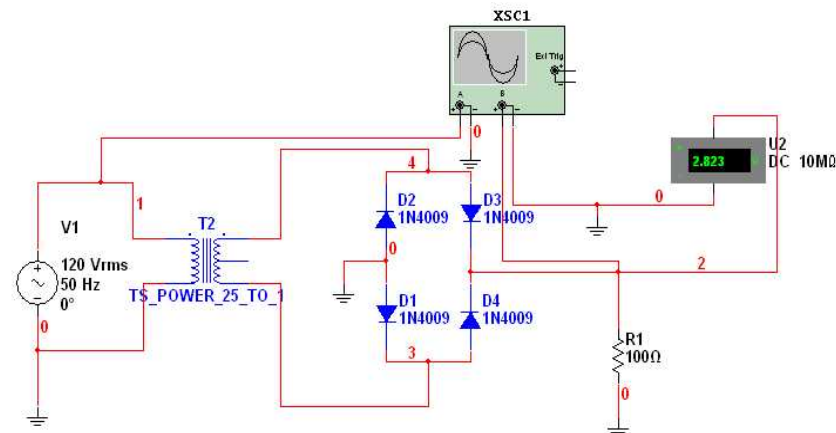 XSC1
Ext Trig
+
A
B
+ - + -
0
U2
2.823
DC 10MΩ
4
0
D2
1N4009
D3
1N4009
1
T2
V1
0
2
120 Vrms
50 Hz
0°
TS_POWER_25_TO_1
D1
1N4009
D4
1N4009
R1
100Ω
0
3
0